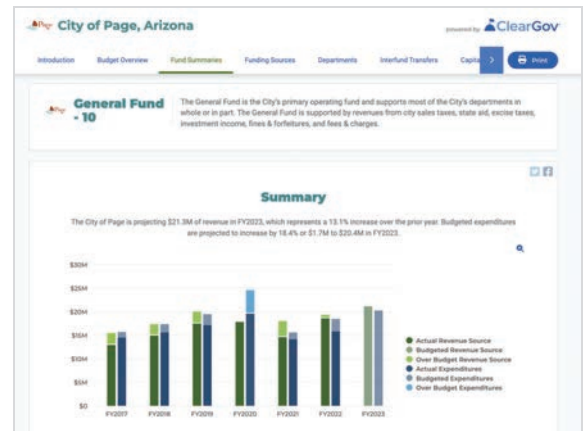 City of Page, Arizona
powered by ClearGov
Introduction
Budget Overview
Fund Summaries
Funding Sources
Departments
Interfund Transfers
Capita
Print
General Fund
- 10
The General Fund is the City's primary operating fund and supports most of the City's departments in
whole or in part. The General Fund is supported by revenues from city sales taxes, state aid, excise taxes,
investment income, fines & forfeitures, and fees & charges.
Summary
The City of Page is projecting $21.3M of revenue in FY2023, which represents a 13.1% increase over the prior year. Budgeted expenditures
are projected to increase by 18.4% or $1.7M to $20.4M in FY2023.
$30M
$25M
$20M
$15M
$10M
$5M
$0
FY2017
FY2018
FY2019
FY2020
FY2021
FY2022
FY2023
Actual Revenue Source
Budgeted Revenue Source
Over Budget Revenue Source
Actual Expenditures
Budgeted Expenditures
Over Budget Expenditures